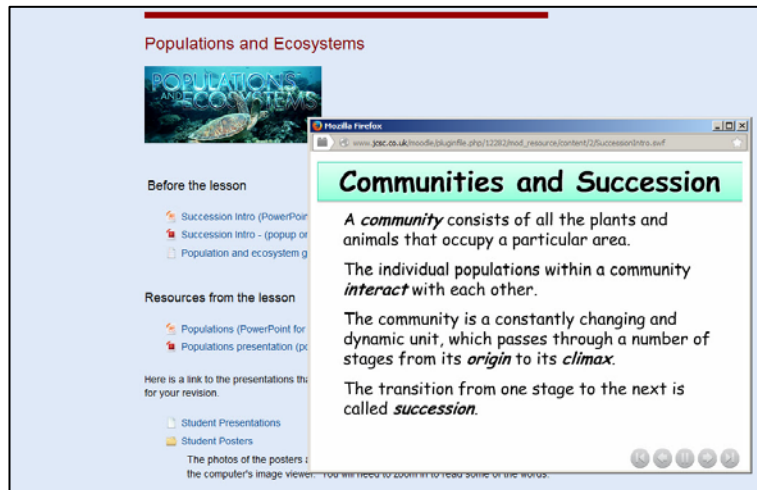 Populations and Ecosystems
POPULATIONS
AND ECOSYSTEMS
Before the lesson
Succession Intro (PowerPoin
Succession Intro - (popup or
Population and ecosystem g
Resources from the lesson
Populations (PowerPoint for
Populations presentation (po
Here is a link to the presentations tha
for your revision.
Student Presentations
Student Posters
The photos of the posters a
the computer's image viewer. You will need to zoom in to read some of the words.
Mozilla Firefox
www.jcsc.co.uk/moodle/pluginfile.php/12282/mod_resource/content/2/SuccessionIntro.swf
Communities and Succession
A community consists of all the plants and
animals that occupy a particular area.
The individual populations within a community
interact with each other.
The community is a constantly changing and
dynamic unit, which passes through a number of
stages from its origin to its climax.
The transition from one stage to the next is
called succession.